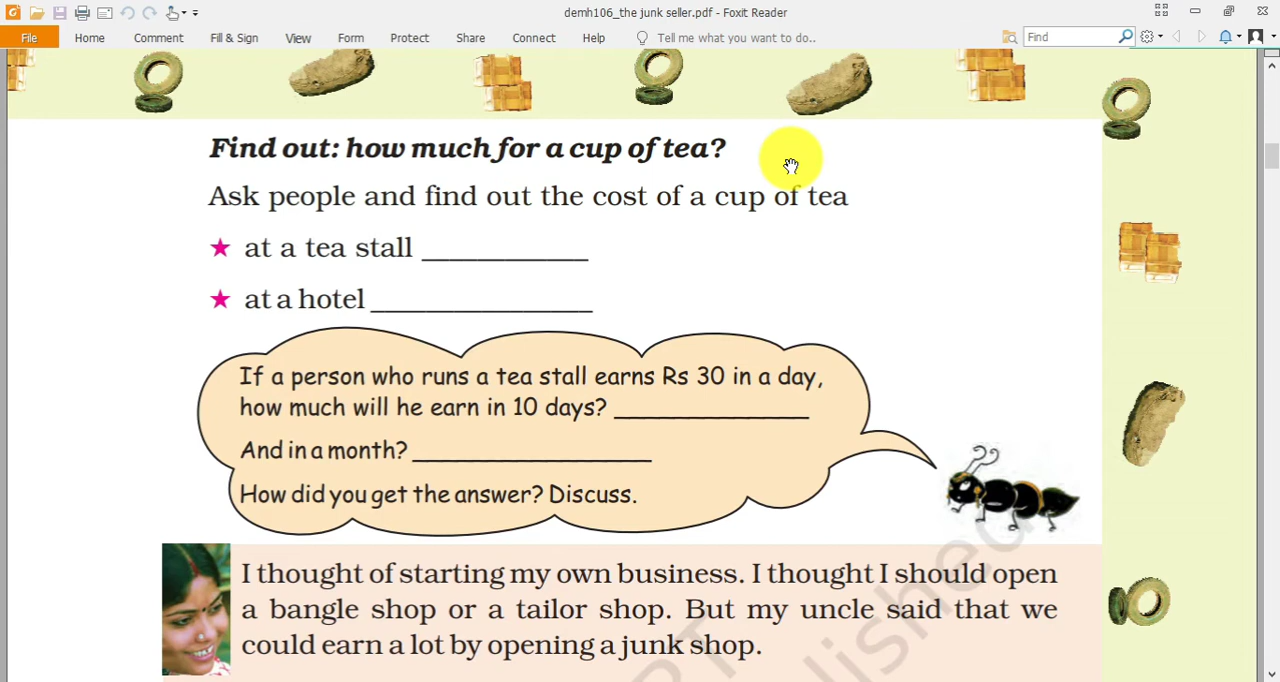 demh106_the junk seller.pdf - Foxit Reader
File Home Comment Fill & Sign View Form Protect Share Connect Help Tell me what you want to do.. Find
Find out: how much for a cup of tea?
Ask people and find out the cost of a cup of tea
★ at a tea stall ____________
★ at a hotel ________________
If a person who runs a tea stall earns Rs 30 in a day,
how much will he earn in 10 days? ______________
And in a month? _________________
How did you get the answer? Discuss.
I thought of starting my own business. I thought I should open
a bangle shop or a tailor shop. But my uncle said that we
could earn a lot by opening a junk shop.